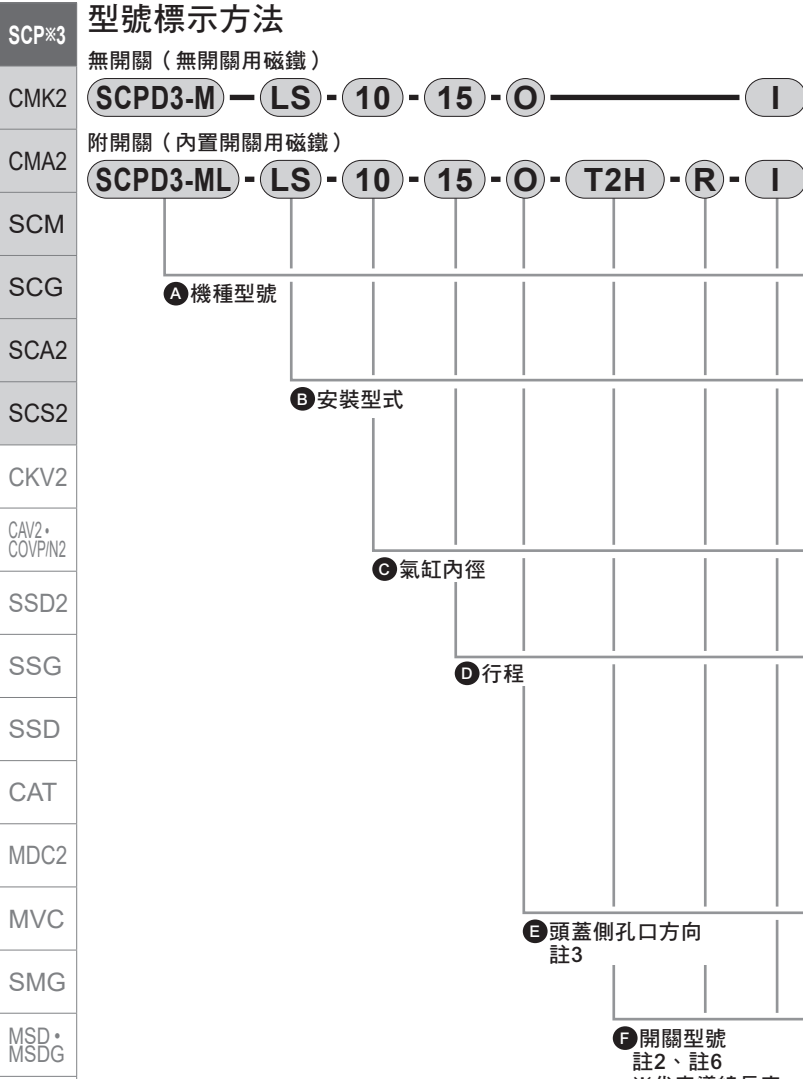 SCP※3
CMK2
CMA2
SCM
SCG
SCA2
SCS2
CKV2
CAV2・
COVP/N2
SSD2
SSG
SSD
CAT
MDC2
MVC
SMG
MSD・
MSDG
型號標示方法
無開關（無開關用磁鐵）
SCPD3-M - LS - 10 - 15 - O - I
附開關（內置開關用磁鐵）
SCPD3-ML - LS - 10 - 15 - O - T2H - R - I
A機種型號
B安裝型式
C氣缸內徑
D行程
E頭蓋側孔口方向
註3
F開關型號
註2、註6